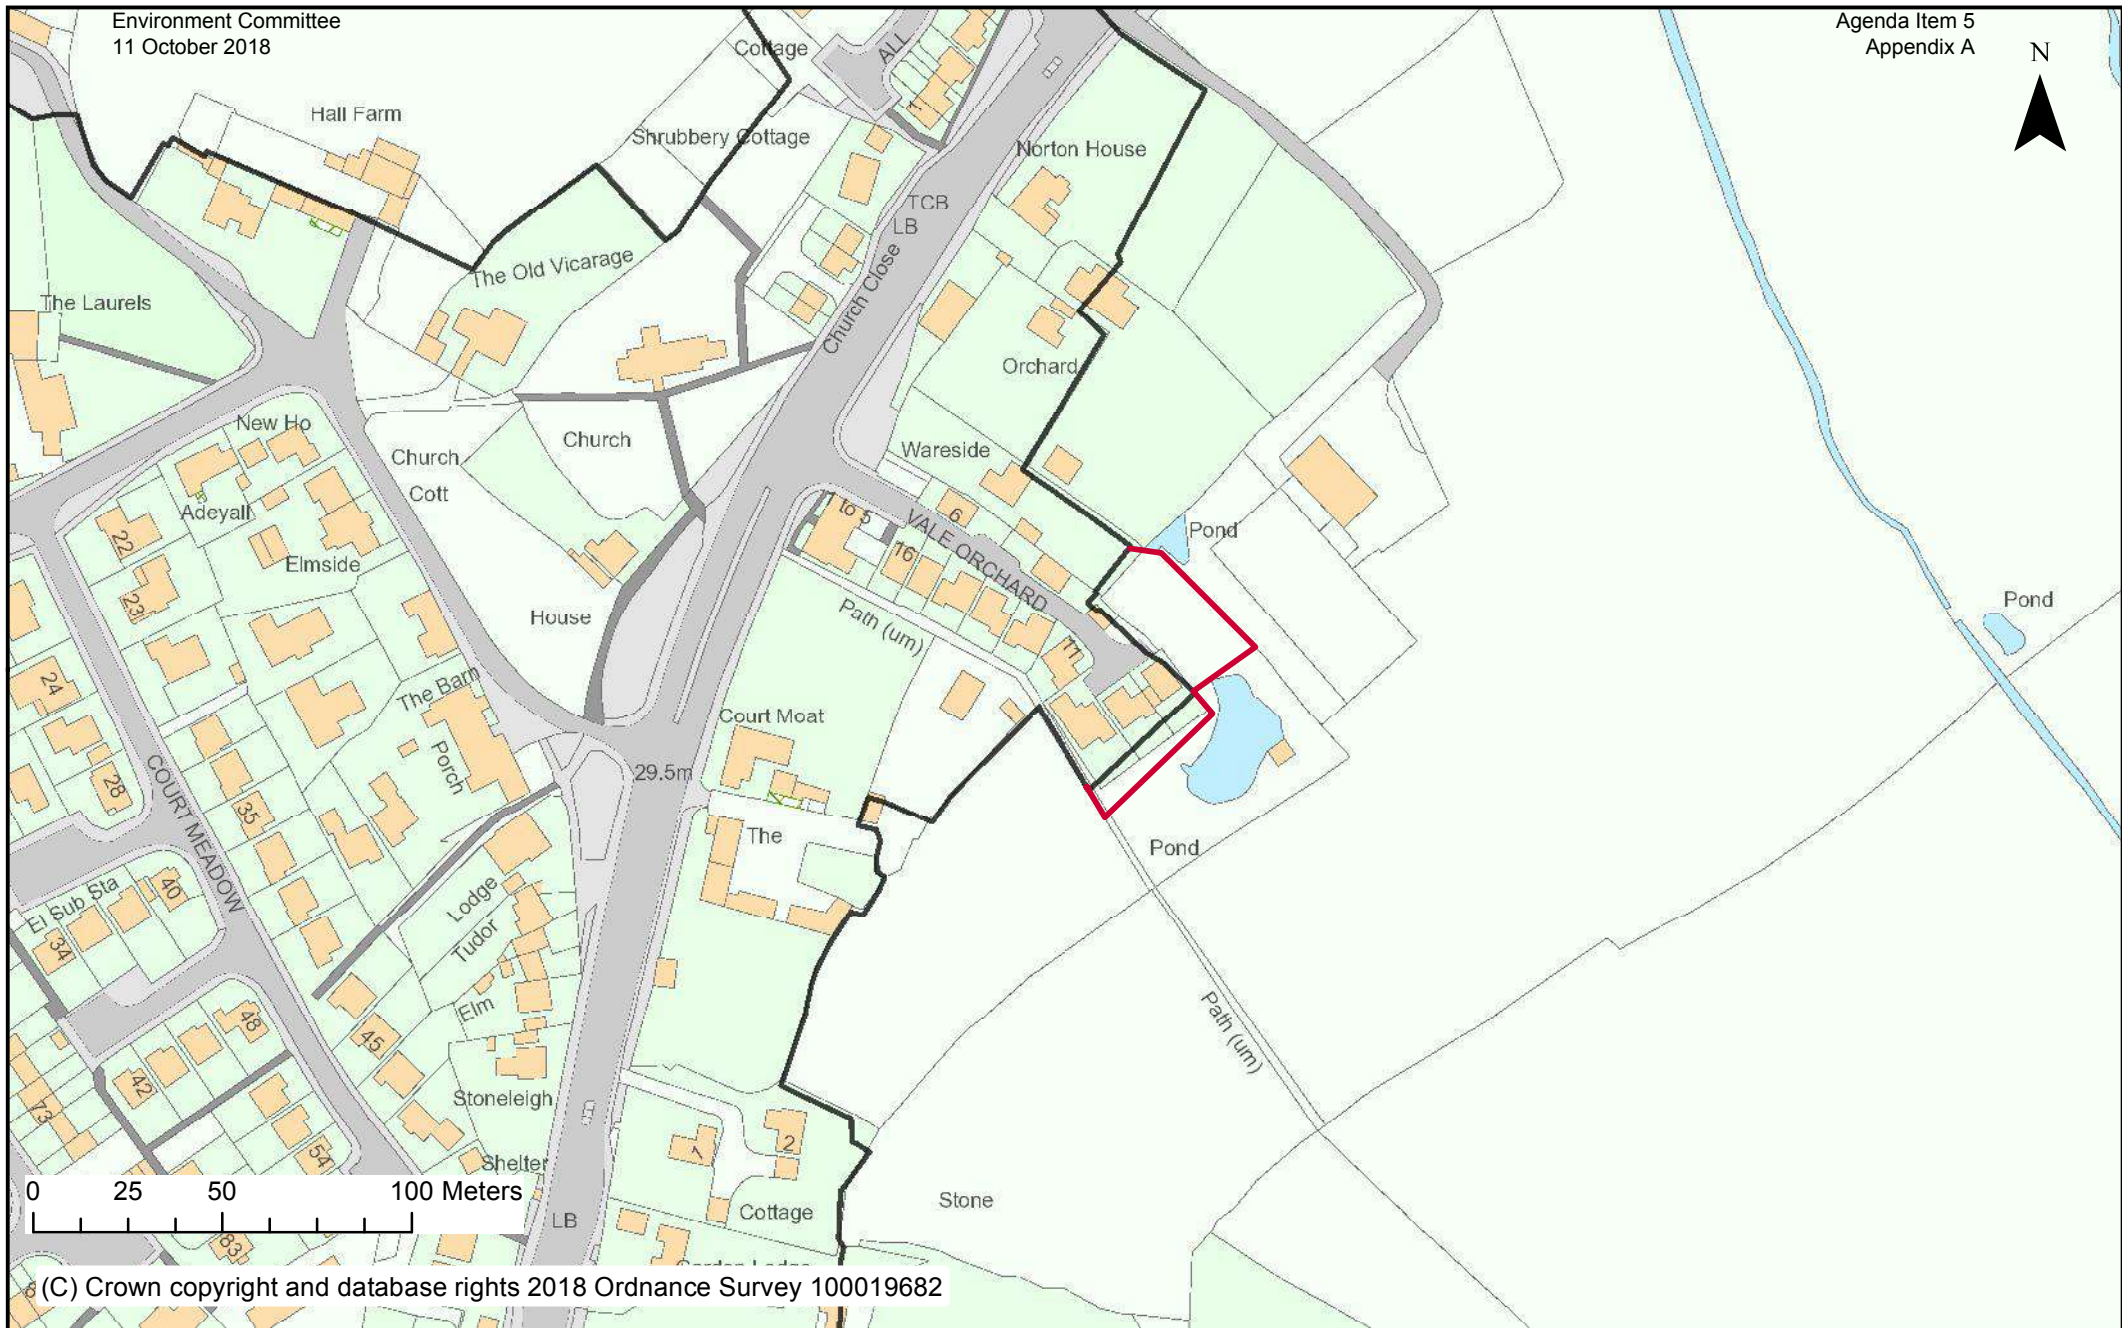 Environment Committee
11 October 2018
Agenda Item 5
Appendix A
N
Cottage
ALL
1
Hall Farm
Shrubbery Cottage
Norton House
TCB
LB
The Old Vicarage
Church Close
The Laurels
Orchard
New Ho
Church
Church
Cott
Wareside
Adeyall
1 to 5
6
VALE ORCHARD
Pond
22
16
Elmside
23
House
Path (um)
Pond
11
24
The Barn
Court Moat
Porch
29.5m
28
COURT MEADOW
35
The
Pond
El Sub Sta
40
Lodge
Tudor
34
Elm
Path (um)
48
45
42
Stoneleigh
73
1
2
54
Shelter
0 25 50 100 Meters
Stone
LB
Cottage
83
(C) Crown copyright and database rights 2018 Ordnance Survey 100019682